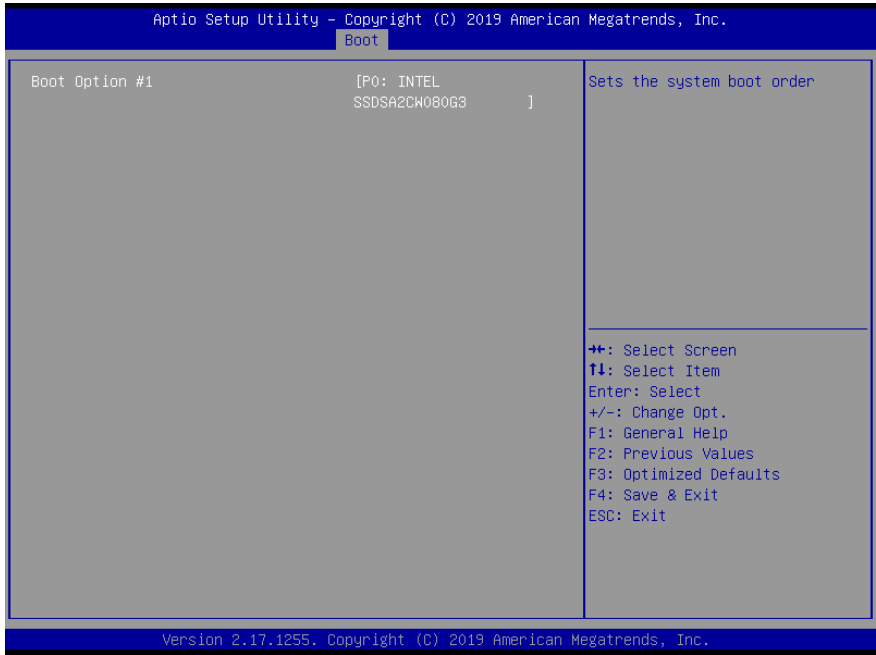 Aptio Setup Utility – Copyright (C) 2019 American Megatrends, Inc.
Boot
Boot Option #1 [P0: INTEL
SSDSA2CW080G3 ]
Sets the system boot order
→←: Select Screen
↑↓: Select Item
Enter: Select
+/-: Change Opt.
F1: General Help
F2: Previous Values
F3: Optimized Defaults
F4: Save & Exit
ESC: Exit
Version 2.17.1255. Copyright (C) 2019 American Megatrends, Inc.